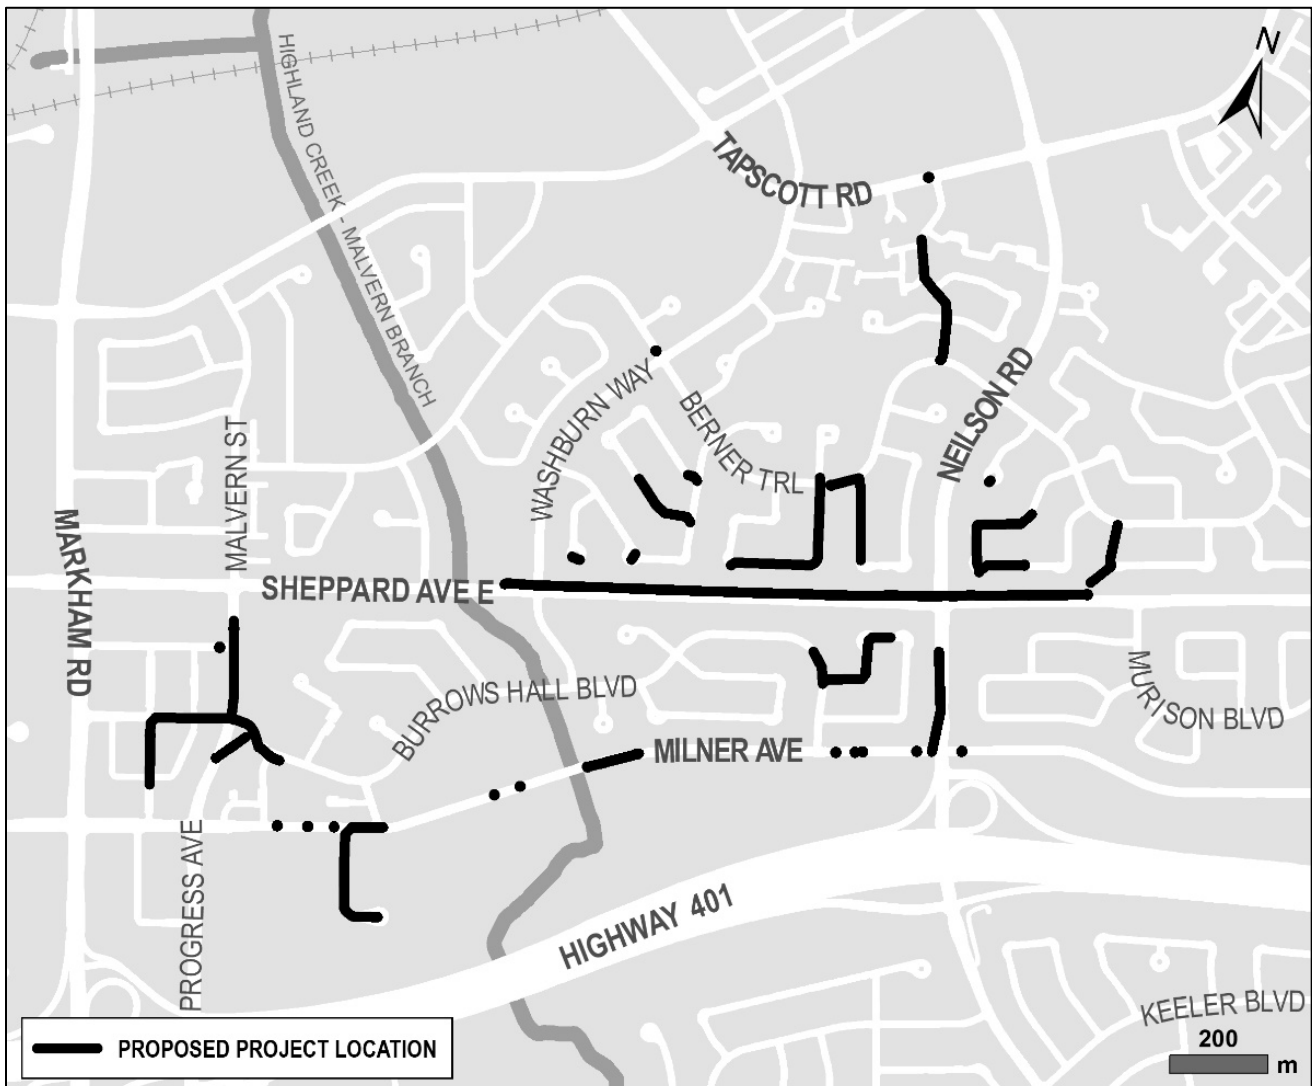 N
HIGHLAND CREEK - MALVERN BRANCH
TAPSCOTT RD
WASHBURN WAY
BERNER TRL
NEILSON RD
MALVERN ST
MARKHAM RD
SHEPPARD AVE E
BURROWS HALL BLVD
MURISON BLVD
MILNER AVE
PROGRESS AVE
HIGHWAY 401
KEELER BLVD
PROPOSED PROJECT LOCATION
200
m